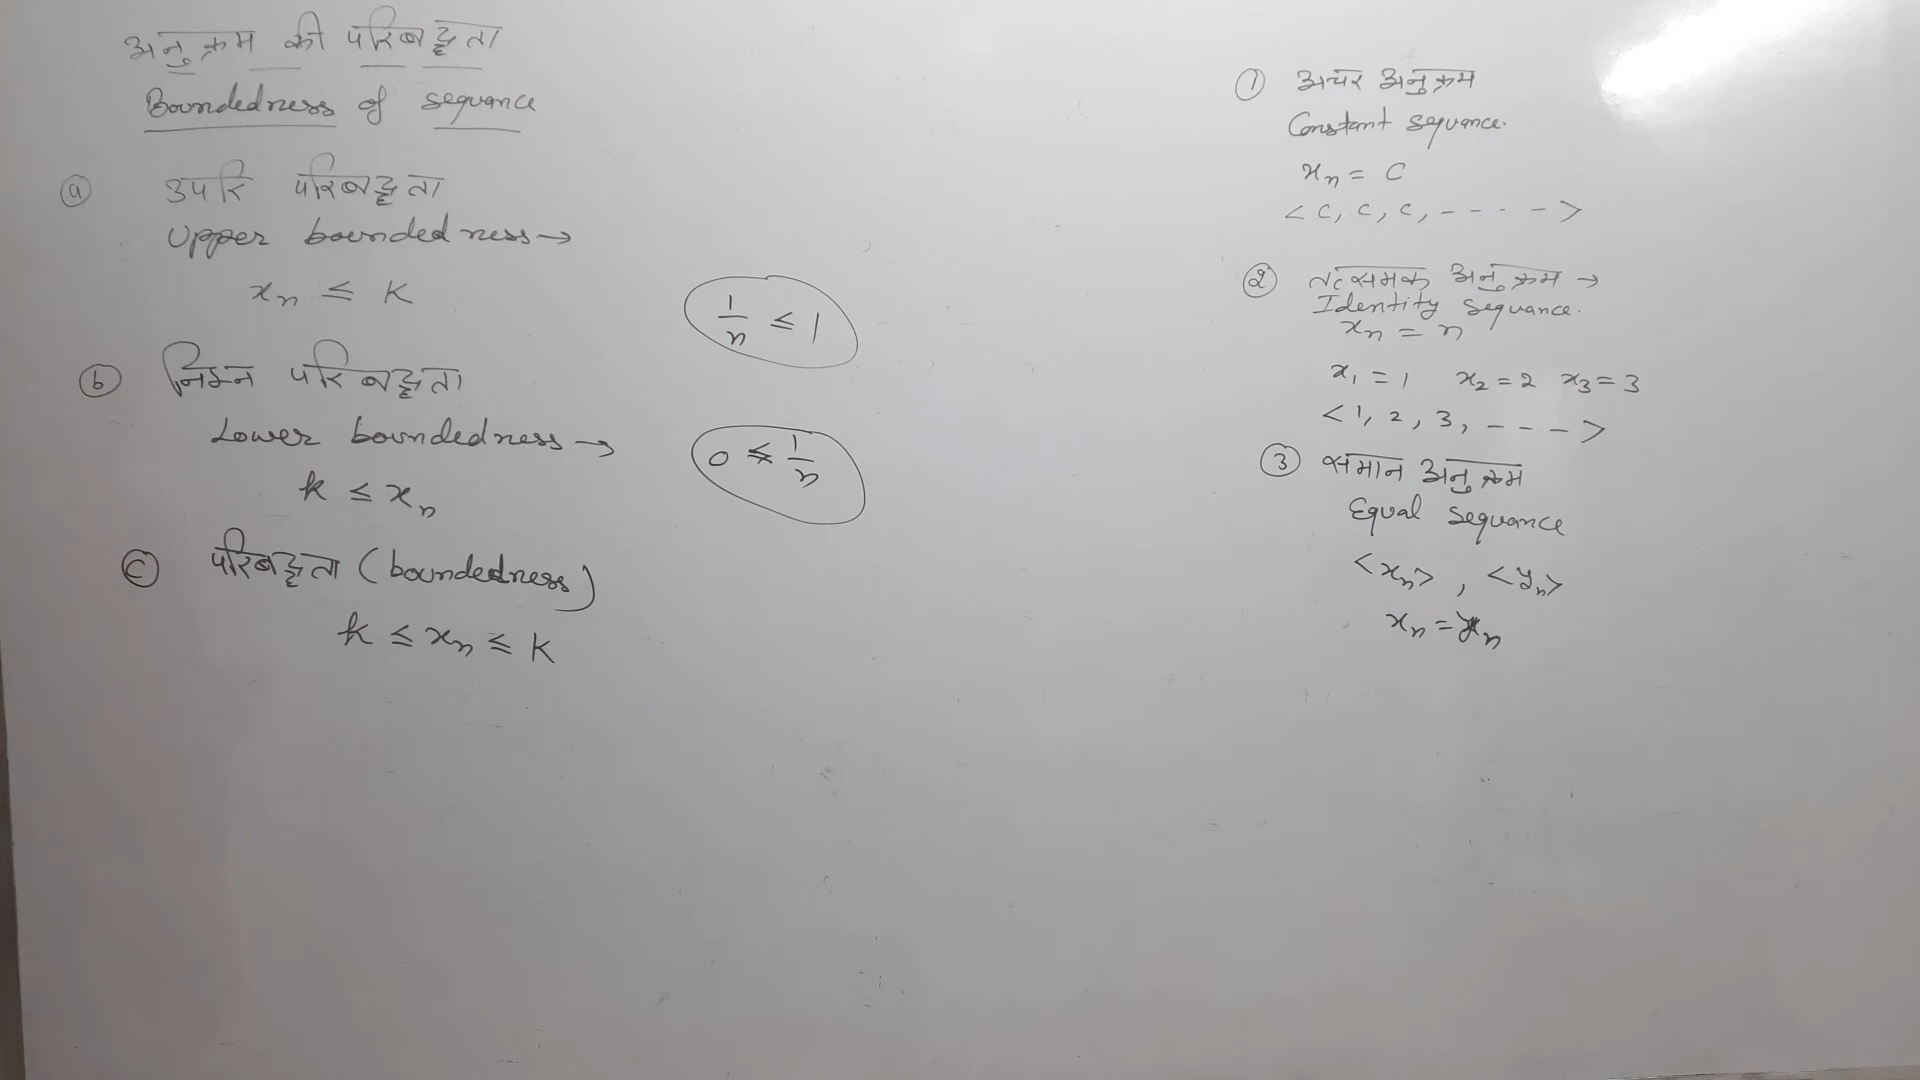 अनुक्रम की परिबद्धता
Boundedness of sequance
ⓐ उपरि परिबद्धता
Upper boundedness →
xₙ ≤ K
1/n ≤ 1
ⓑ निम्न परिबद्धता
Lower boundedness →
k ≤ xₙ
0 ≤ 1/n
ⓒ परिबद्धता (boundedness)
k ≤ xₙ ≤ K
① अचर अनुक्रम
Constant sequance.
xₙ = C
< c, c, c, - - - - - >
② तत्समक अनुक्रम →
Identity sequance.
xₙ = n
x₁ = 1 x₂ = 2 x₃ = 3
< 1, 2, 3, - - - - >
③ समान अनुक्रम
Equal sequance
<xₙ> , <yₙ>
xₙ = yₙ